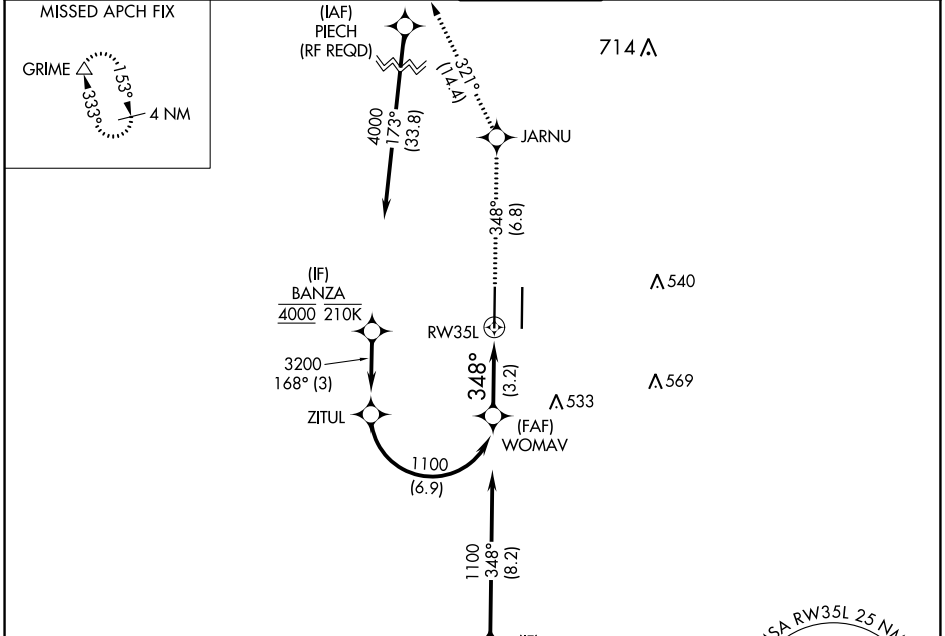 MISSED APCH FIX
GRIME
153°
333°
4 NM
(IAF)
PIECH
(RF REQD)
4000
173°
(33.8)
321°
(14.4)
714
JARNU
348°
(6.8)
(IF)
BANZA
4000 210K
3200
168° (3)
ZITUL
RW35L
540
348°
(3.2)
569
533
(FAF)
WOMAV
1100
(6.9)
1100
348°
(8.2)
RW35L 25